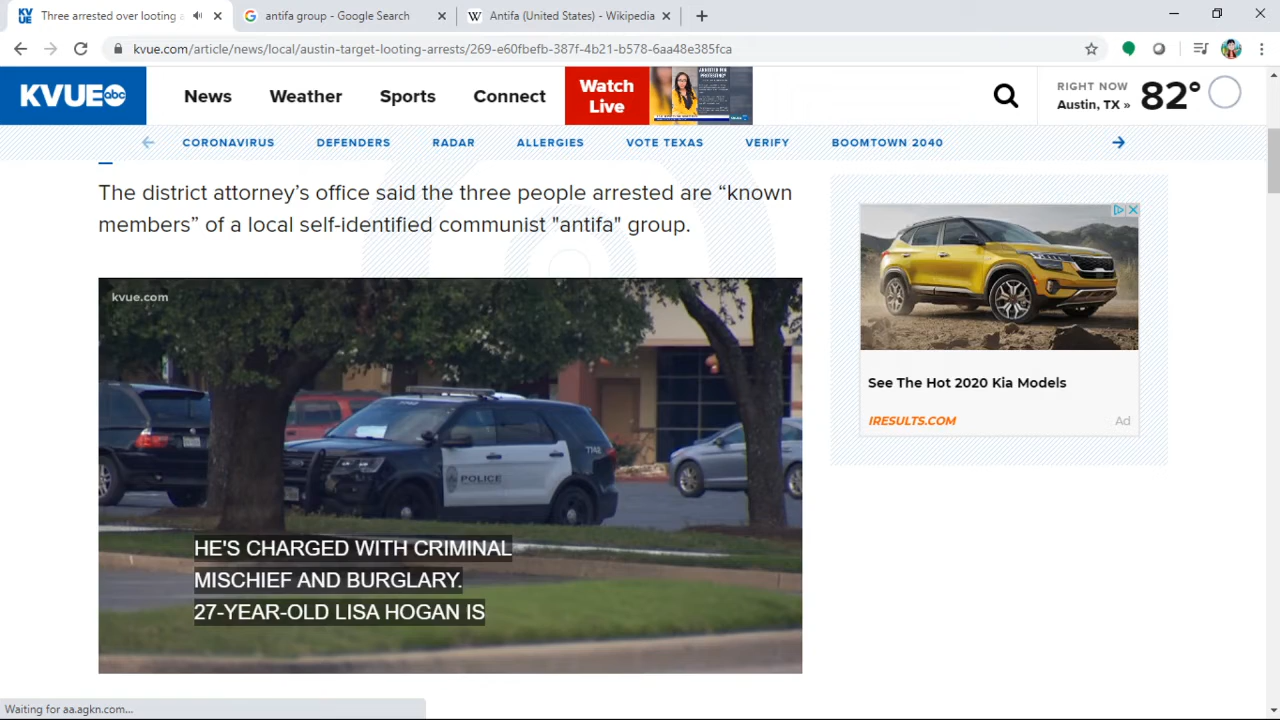 Three arrested over looting
antifa group - Google Search
Antifa (United States) - Wikipedia
kvue.com/article/news/local/austin-target-looting-arrests/269-e60fbefb-387f-4b21-b578-6aa48e385fca
KVUE abc
News
Weather
Sports
Connect
Watch
Live
RIGHT NOW
Austin, TX »
82°
CORONAVIRUS
DEFENDERS
RADAR
ALLERGIES
VOTE TEXAS
VERIFY
BOOMTOWN 2040
The district attorney’s office said the three people arrested are “known
members” of a local self-identified communist "antifa" group.
kvue.com
POLICE
HE'S CHARGED WITH CRIMINAL
MISCHIEF AND BURGLARY.
27-YEAR-OLD LISA HOGAN IS
See The Hot 2020 Kia Models
IRESULTS.COM
Ad
Waiting for aa.agkn.com...